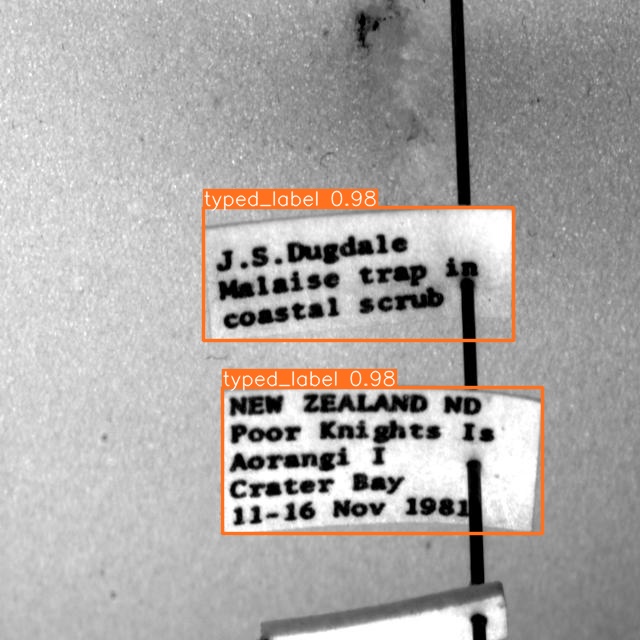 typed_label 0.98
J.S.Dugdale
Malaise trap in
coastal scrub
typed_label 0.98
NEW ZEALAND ND
Poor Knights Is
Aorangi I
Crater Bay
11-16 Nov 1981